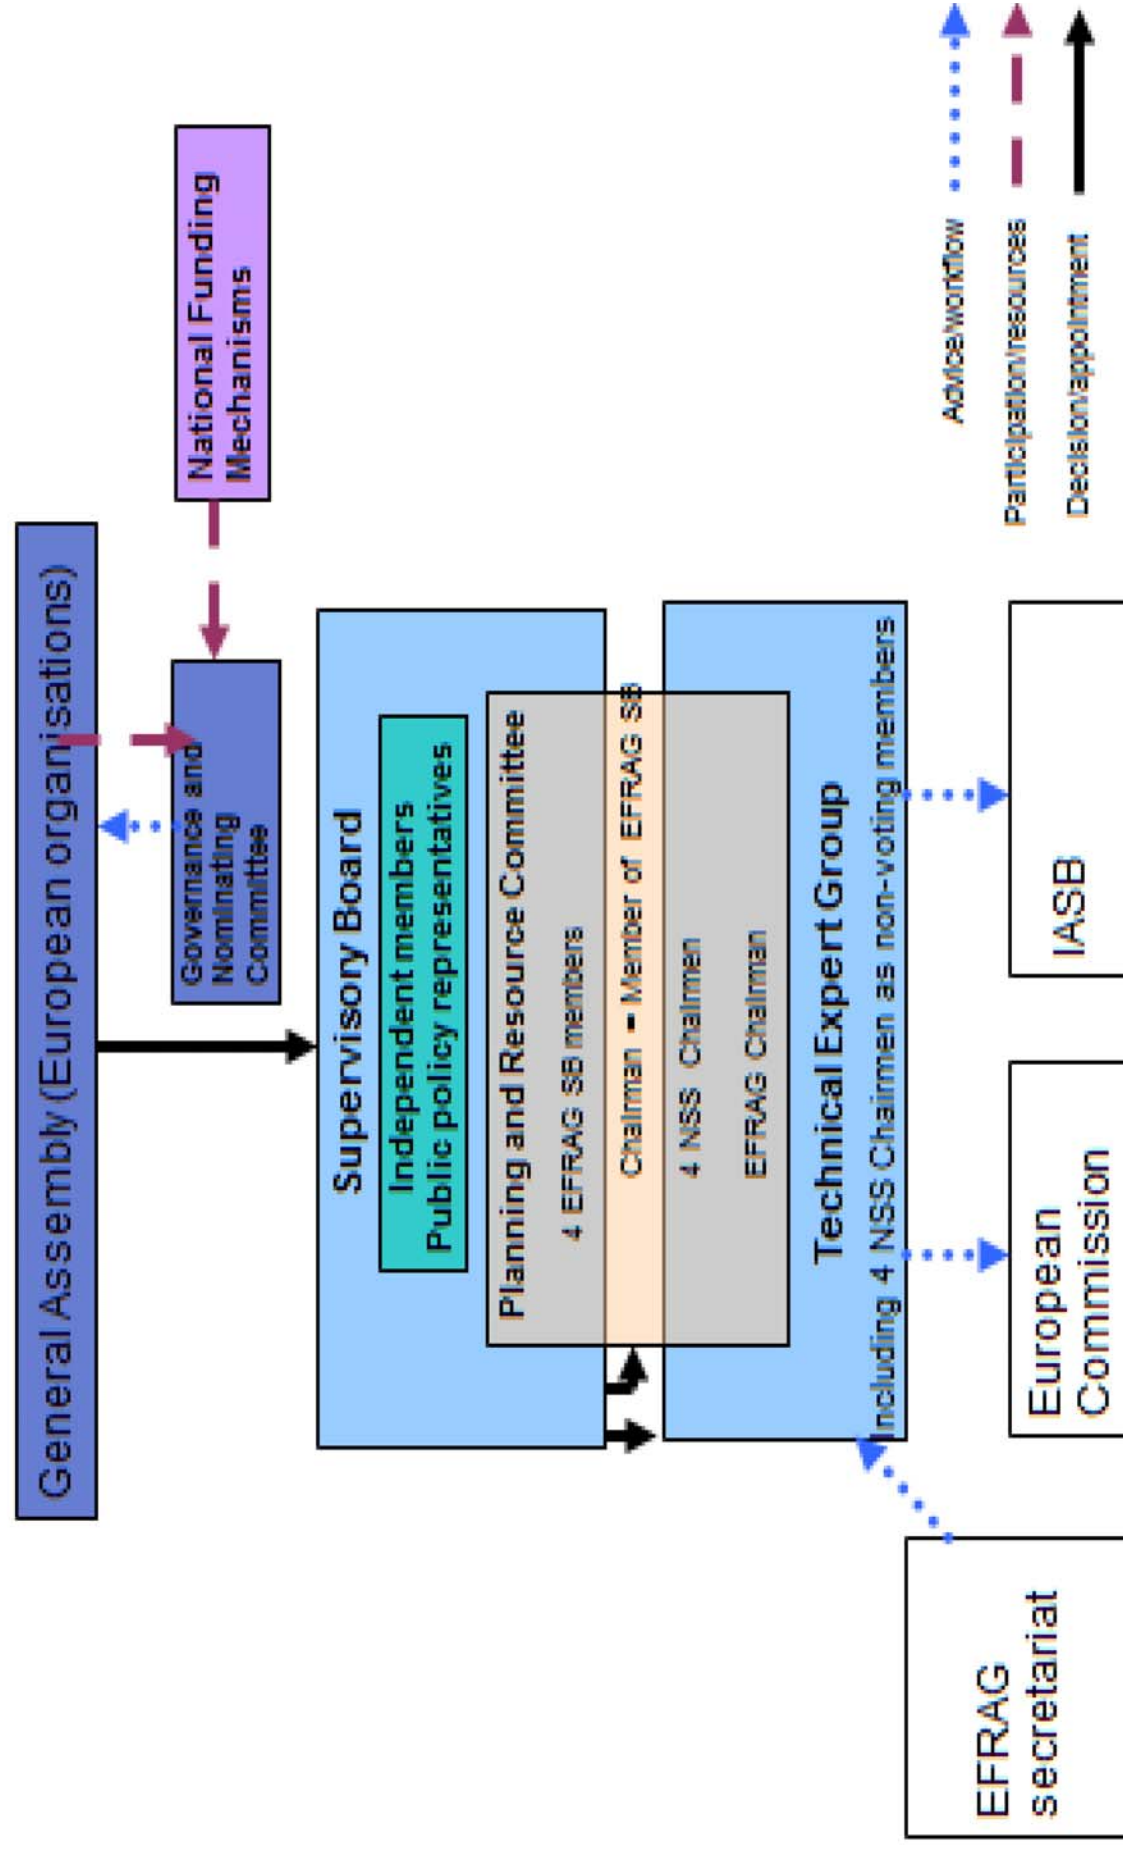 General Assembly (European organisations)
National Funding
Mechanisms
Governance and
Nominating
Committee
Supervisory Board
Independent members
Public policy representatives
Planning and Resource Committee
4 EFRAG SB members
Chairman – Member of EFRAG SB
4 NSS Chairmen
EFRAG Chairman
Technical Expert Group
Including 4 NSS Chairmen as non-voting members
EFRAG
secretariat
European
Commission
IASB
Advice/workflow
Participation/resources
Decision/appointment